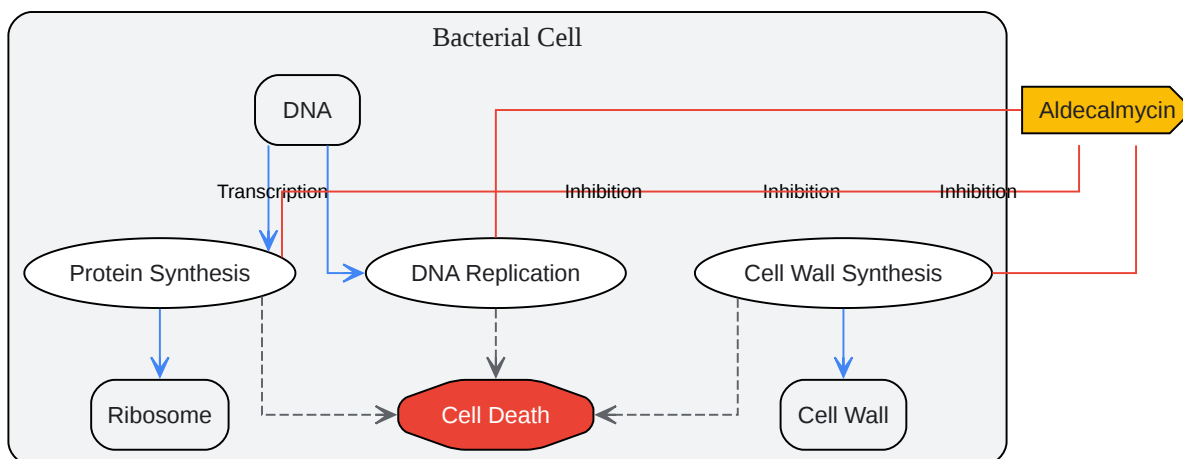 Bacterial Cell
DNA
Aldecalmycin
Transcription
Inhibition
Inhibition
Inhibition
Protein Synthesis
DNA Replication
Cell Wall Synthesis
Ribosome
Cell Death
Cell Wall